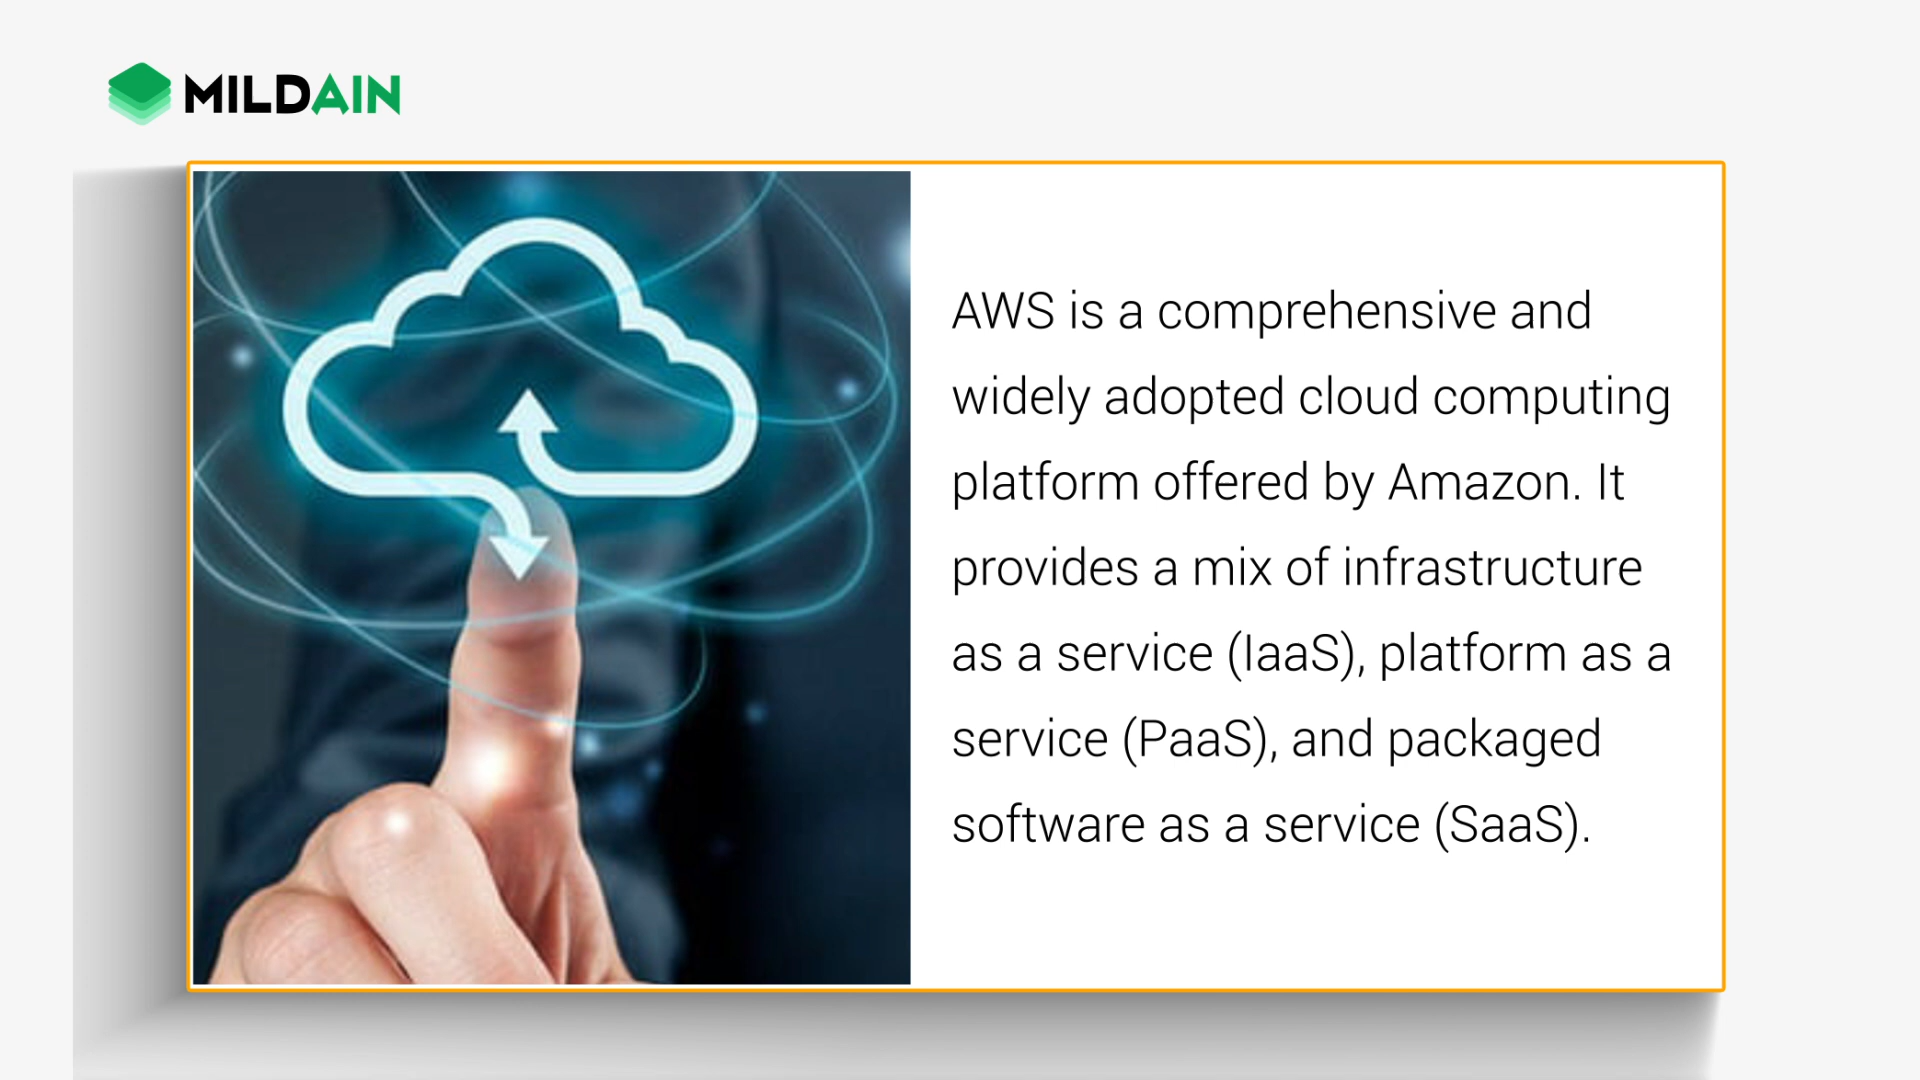 MILDAIN
AWS is a comprehensive and
widely adopted cloud computing
platform offered by Amazon. It
provides a mix of infrastructure
as a service (IaaS), platform as a
service (PaaS), and packaged
software as a service (SaaS).